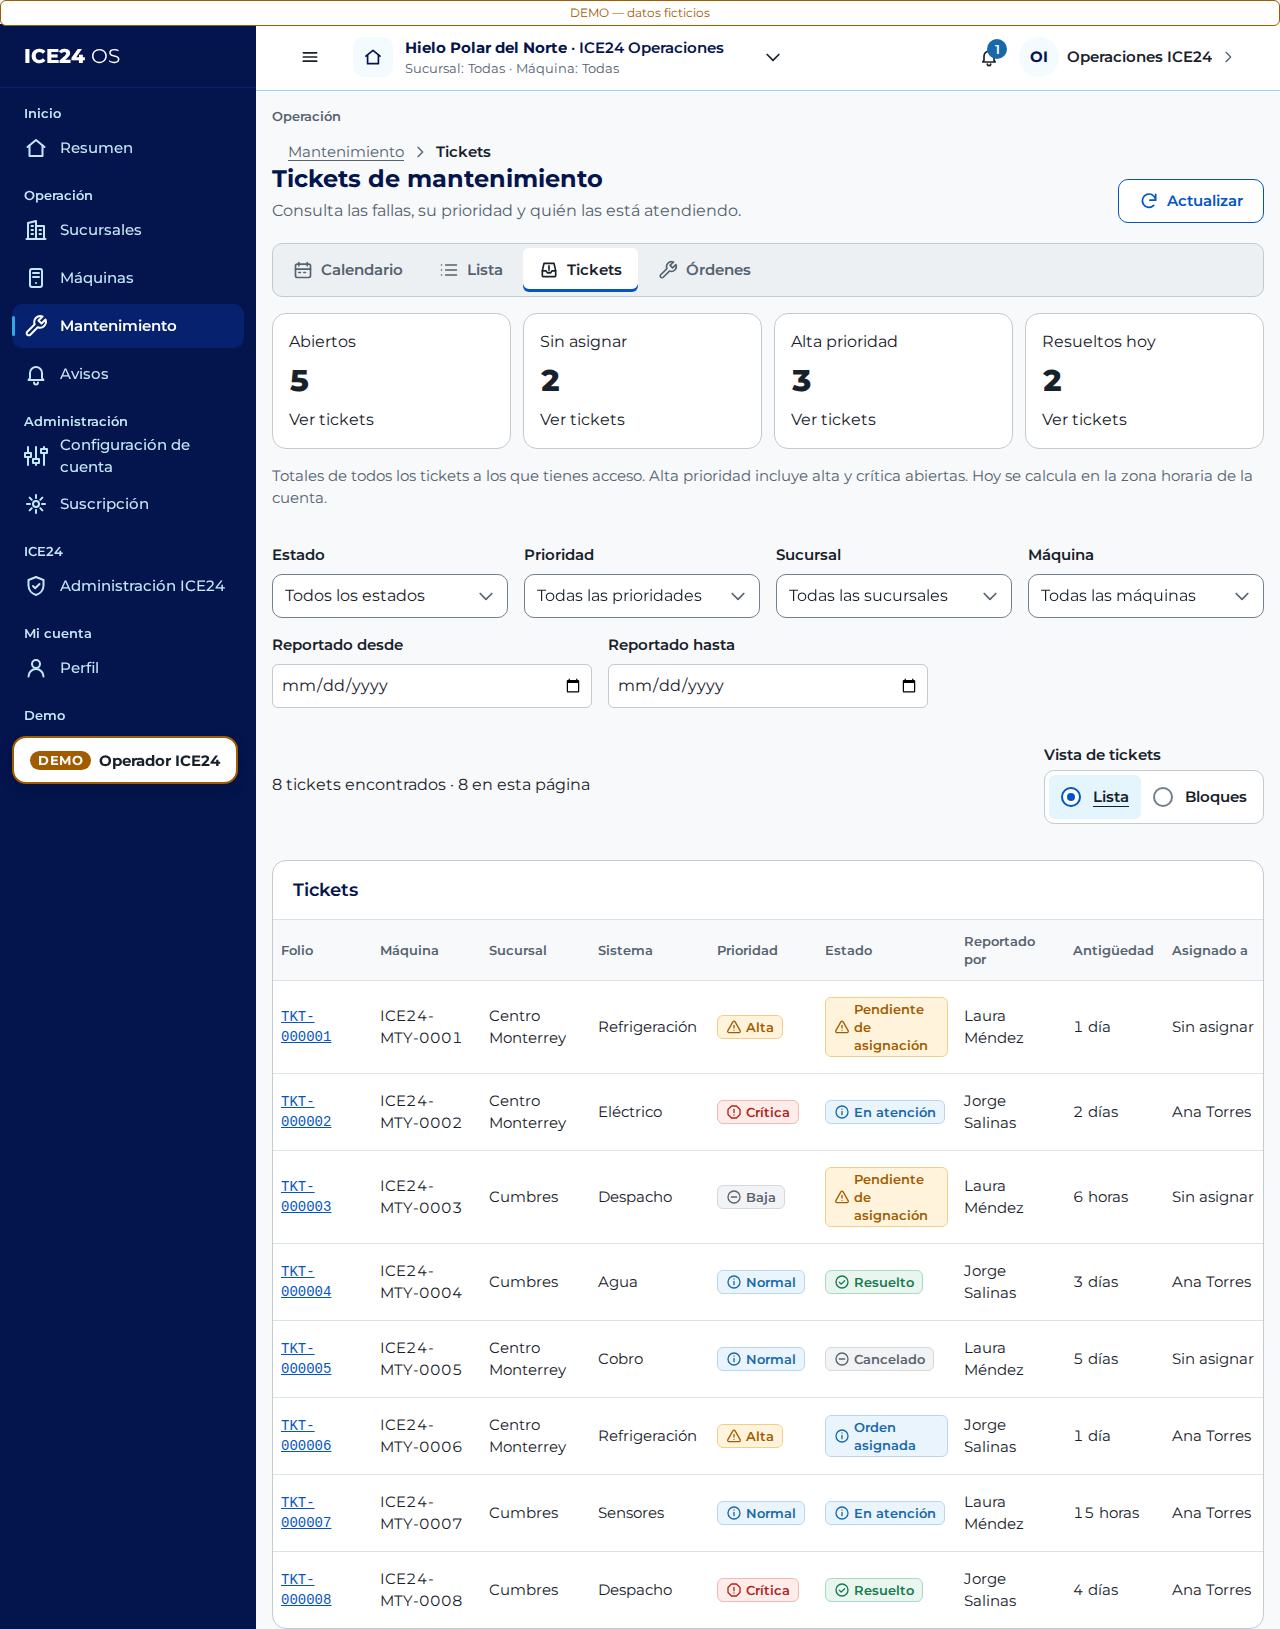 DEMO — datos ficticios
ICE24 OS
Hielo Polar del Norte · ICE24 Operaciones
Sucursal: Todas · Máquina: Todas
1
OI
Operaciones ICE24
Inicio
Resumen
Operación
Sucursales
Máquinas
Mantenimiento
Avisos
Administración
Configuración de
cuenta
Suscripción
ICE24
Administración ICE24
Mi cuenta
Perfil
Demo
DEMO Operador ICE24
Operación
Mantenimiento > Tickets
Tickets de mantenimiento
Consulta las fallas, su prioridad y quién las está atendiendo.
Actualizar
Calendario
Lista
Tickets
Órdenes
Abiertos
5
Ver tickets
Sin asignar
2
Ver tickets
Alta prioridad
3
Ver tickets
Resueltos hoy
2
Ver tickets
Totales de todos los tickets a los que tienes acceso. Alta prioridad incluye alta y crítica abiertas. Hoy se calcula en la zona horaria de la
cuenta.
Estado
Todos los estados
Prioridad
Todas las prioridades
Sucursal
Todas las sucursales
Máquina
Todas las máquinas
Reportado desde
mm/dd/yyyy
Reportado hasta
mm/dd/yyyy
8 tickets encontrados · 8 en esta página
Vista de tickets
Lista
Bloques
Tickets
Folio Máquina Sucursal Sistema Prioridad Estado Reportado por Antigüedad Asignado a
TKT-000001 ICE24-MTY-0001 Centro Monterrey Refrigeración Alta Pendiente de asignación Laura Méndez 1 día Sin asignar
TKT-000002 ICE24-MTY-0002 Centro Monterrey Eléctrico Crítica En atención Jorge Salinas 2 días Ana Torres
TKT-000003 ICE24-MTY-0003 Cumbres Despacho Baja Pendiente de asignación Laura Méndez 6 horas Sin asignar
TKT-000004 ICE24-MTY-0004 Cumbres Agua Normal Resuelto Jorge Salinas 3 días Ana Torres
TKT-000005 ICE24-MTY-0005 Centro Monterrey Cobro Normal Cancelado Laura Méndez 5 días Sin asignar
TKT-000006 ICE24-MTY-0006 Centro Monterrey Refrigeración Alta Orden asignada Jorge Salinas 1 día Ana Torres
TKT-000007 ICE24-MTY-0007 Cumbres Sensores Normal En atención Laura Méndez 15 horas Ana Torres
TKT-000008 ICE24-MTY-0008 Cumbres Despacho Crítica Resuelto Jorge Salinas 4 días Ana Torres